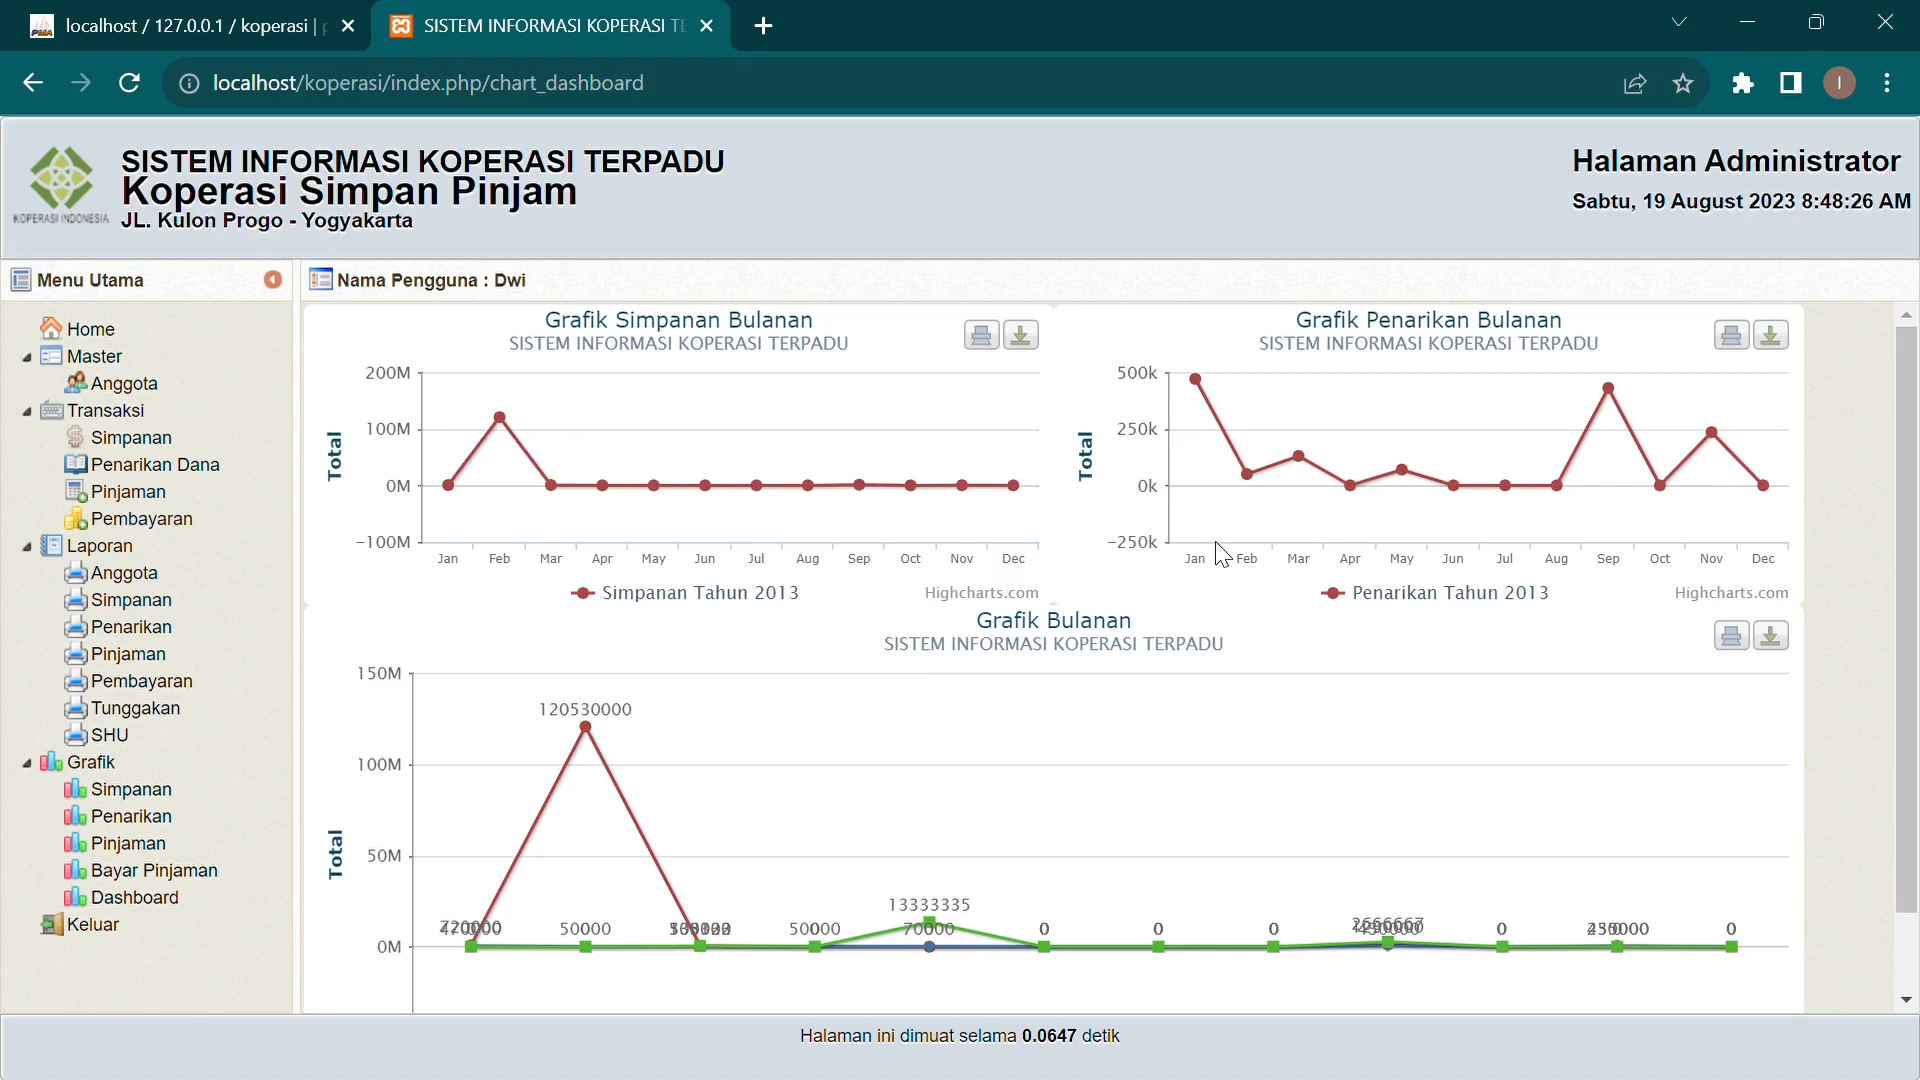 localhost / 127.0.0.1 / koperasi |
SISTEM INFORMASI KOPERASI TE
localhost/koperasi/index.php/chart_dashboard
I
KOPERASI INDONESIA
SISTEM INFORMASI KOPERASI TERPADU
Koperasi Simpan Pinjam
JL. Kulon Progo - Yogyakarta
Halaman Administrator
Sabtu, 19 August 2023 8:48:26 AM
Menu Utama
Nama Pengguna : Dwi
Home
Master
Anggota
Transaksi
Simpanan
Penarikan Dana
Pinjaman
Pembayaran
Laporan
Anggota
Simpanan
Penarikan
Pinjaman
Pembayaran
Tunggakan
SHU
Grafik
Simpanan
Penarikan
Pinjaman
Bayar Pinjaman
Dashboard
Keluar
Grafik Simpanan Bulanan
SISTEM INFORMASI KOPERASI TERPADU
Total
200M
100M
0M
−100M
Jan Feb Mar Apr May Jun Jul Aug Sep Oct Nov Dec
Simpanan Tahun 2013
Highcharts.com
Grafik Penarikan Bulanan
SISTEM INFORMASI KOPERASI TERPADU
Total
500k
250k
0k
−250k
Jan Feb Mar Apr May Jun Jul Aug Sep Oct Nov Dec
Penarikan Tahun 2013
Highcharts.com
Grafik Bulanan
SISTEM INFORMASI KOPERASI TERPADU
Total
150M
100M
50M
0M
120530000
13333335
50000 50000 70000 0 0 0 2666667 0 0
Halaman ini dimuat selama 0.0647 detik